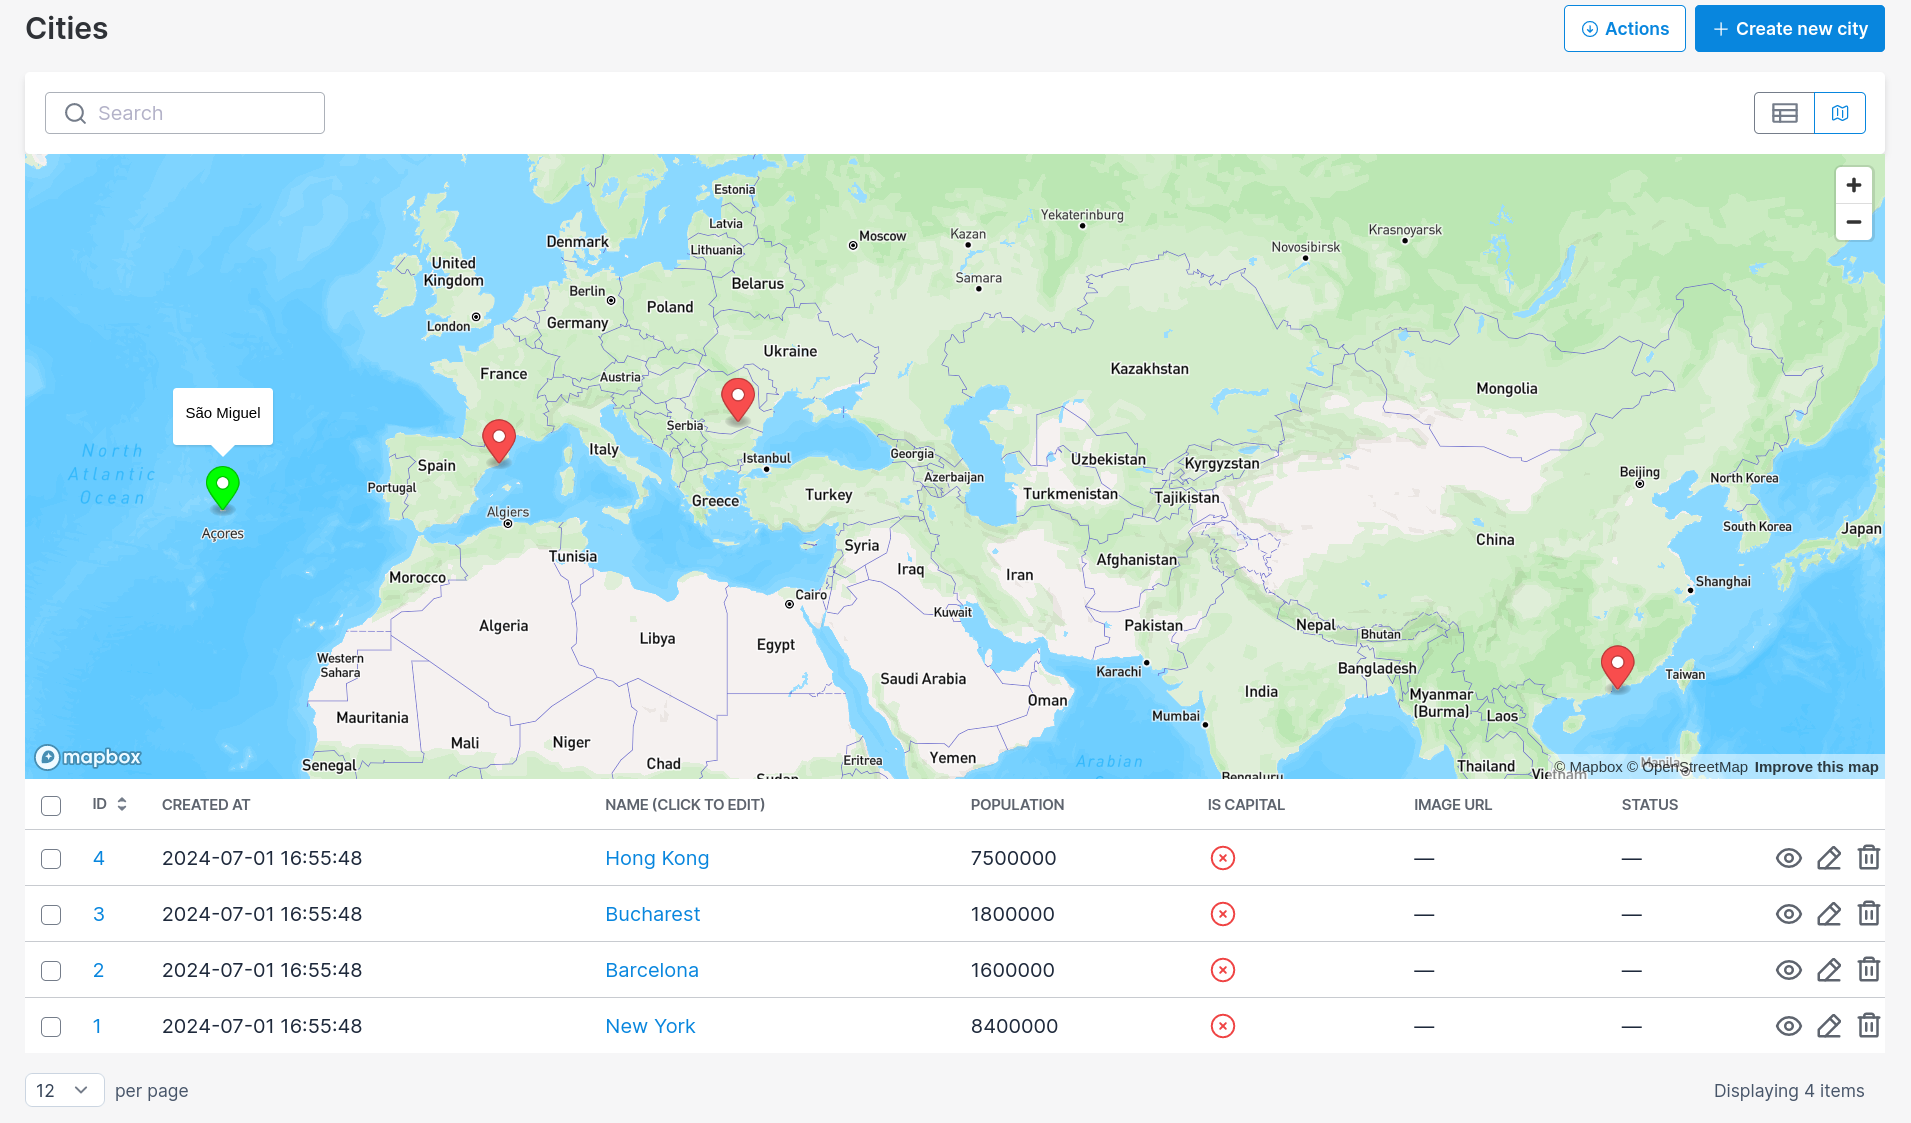 Cities
Actions
Create new city
Search
Estonia
Latvia
Lithuania
Denmark
Moscow
Kazan
Yekaterinburg
Novosibirsk
Krasnoyarsk
United
Kingdom
Samara
Belarus
Berlin
Poland
London
Germany
Ukraine
France
Austria
Kazakhstan
Mongolia
São Miguel
Serbia
North
Atlantic
Ocean
Italy
Spain
Portugal
Istanbul
Georgia
Azerbaijan
Uzbekistan
Kyrgyzstan
Turkmenistan
Tajikistan
Beijing
North Korea
South Korea
Japan
Greece
Turkey
Algiers
Açores
Tunisia
Morocco
Syria
Iraq
Iran
Afghanistan
China
Shanghai
Cairo
Kuwait
Algeria
Libya
Egypt
Pakistan
Nepal
Bhutan
Western
Sahara
Karachi
Bangladesh
Taiwan
Saudi Arabia
Oman
India
Myanmar
(Burma)
Laos
Mauritania
Mumbai
Mali
Niger
Chad
Senegal
Eritrea
Yemen
Arabian
Thailand
Vietnam
Manila
Sudan
Bengaluru
mapbox
© Mapbox © OpenStreetMap Improve this map
ID CREATED AT NAME (CLICK TO EDIT) POPULATION IS CAPITAL IMAGE URL STATUS
4 2024-07-01 16:55:48 Hong Kong 7500000 — —
3 2024-07-01 16:55:48 Bucharest 1800000 — —
2 2024-07-01 16:55:48 Barcelona 1600000 — —
1 2024-07-01 16:55:48 New York 8400000 — —
12 per page
Displaying 4 items